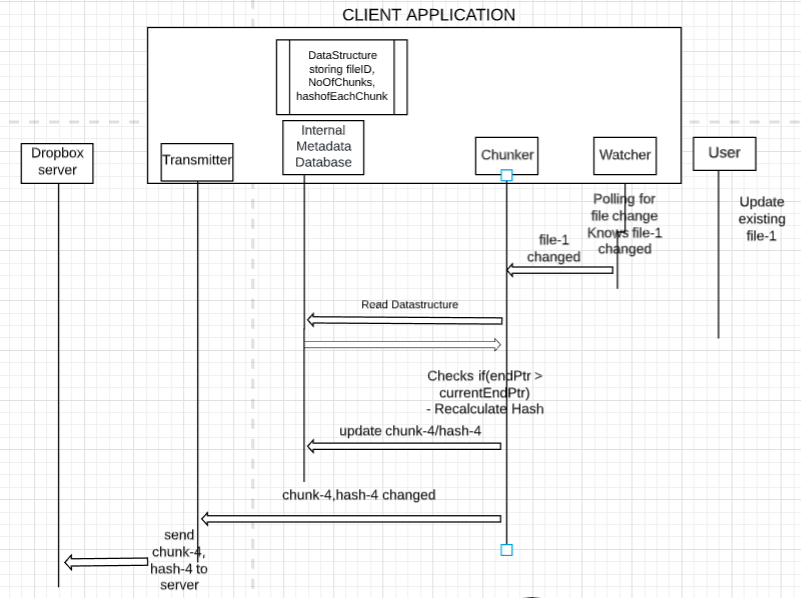 CLIENT APPLICATION
DataStructure
storing fileID,
NoOfChunks,
hashofEachChunk
Dropbox
server
Transmitter
Internal
Metadata
Database
Chunker
Watcher
User
Polling for
file change
Knows file-1
changed
Update
existing
file-1
file-1
changed
Read Datastructure
Checks if(endPtr >
currentEndPtr)
- Recalculate Hash
update chunk-4/hash-4
chunk-4,hash-4 changed
send
chunk-4,
hash-4 to
server